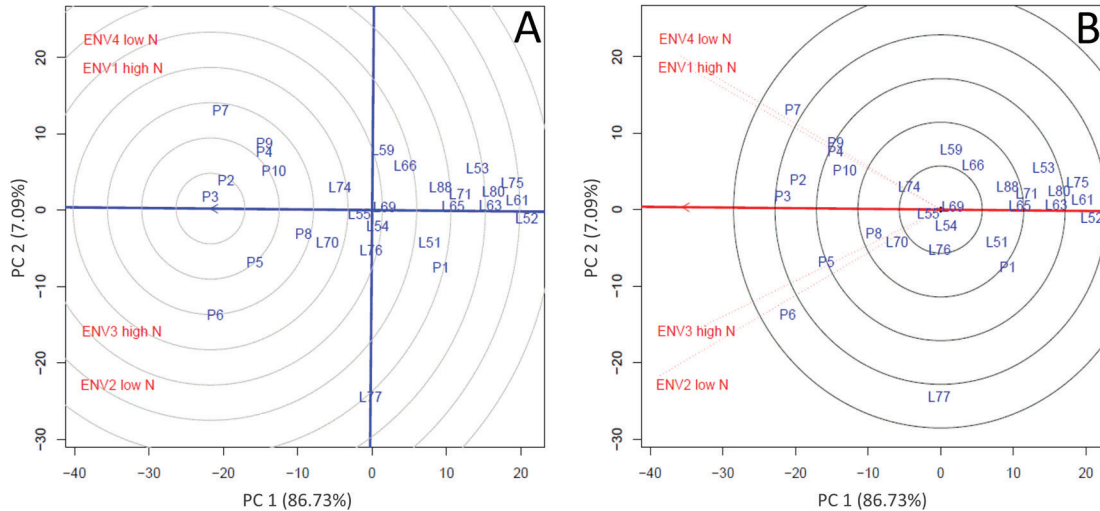 A
ENV4 low N
ENV1 high N
P7
P9
P4
P10
P2
P3
L59
L66
L53
L74
L88
L71
L75
L80
L61
L69
L65
L63
L52
L55
L54
P8
L70
L76
L51
P1
P5
P6
ENV3 high N
ENV2 low N
L77
20
10
0
−10
−20
−30
PC 2 (7.09%)
−40
−30
−20
−10
0
10
20
PC 1 (86.73%)
B
ENV4 low N
ENV1 high N
P7
P9
P4
P10
P2
P3
L59
L66
L53
L74
L88
L71
L75
L80
L61
L69
L65
L63
L52
L55
L54
P8
L70
L76
L51
P1
P5
P6
ENV3 high N
ENV2 low N
L77
20
10
0
−10
−20
−30
PC 2 (7.09%)
−40
−30
−20
−10
0
10
20
PC 1 (86.73%)